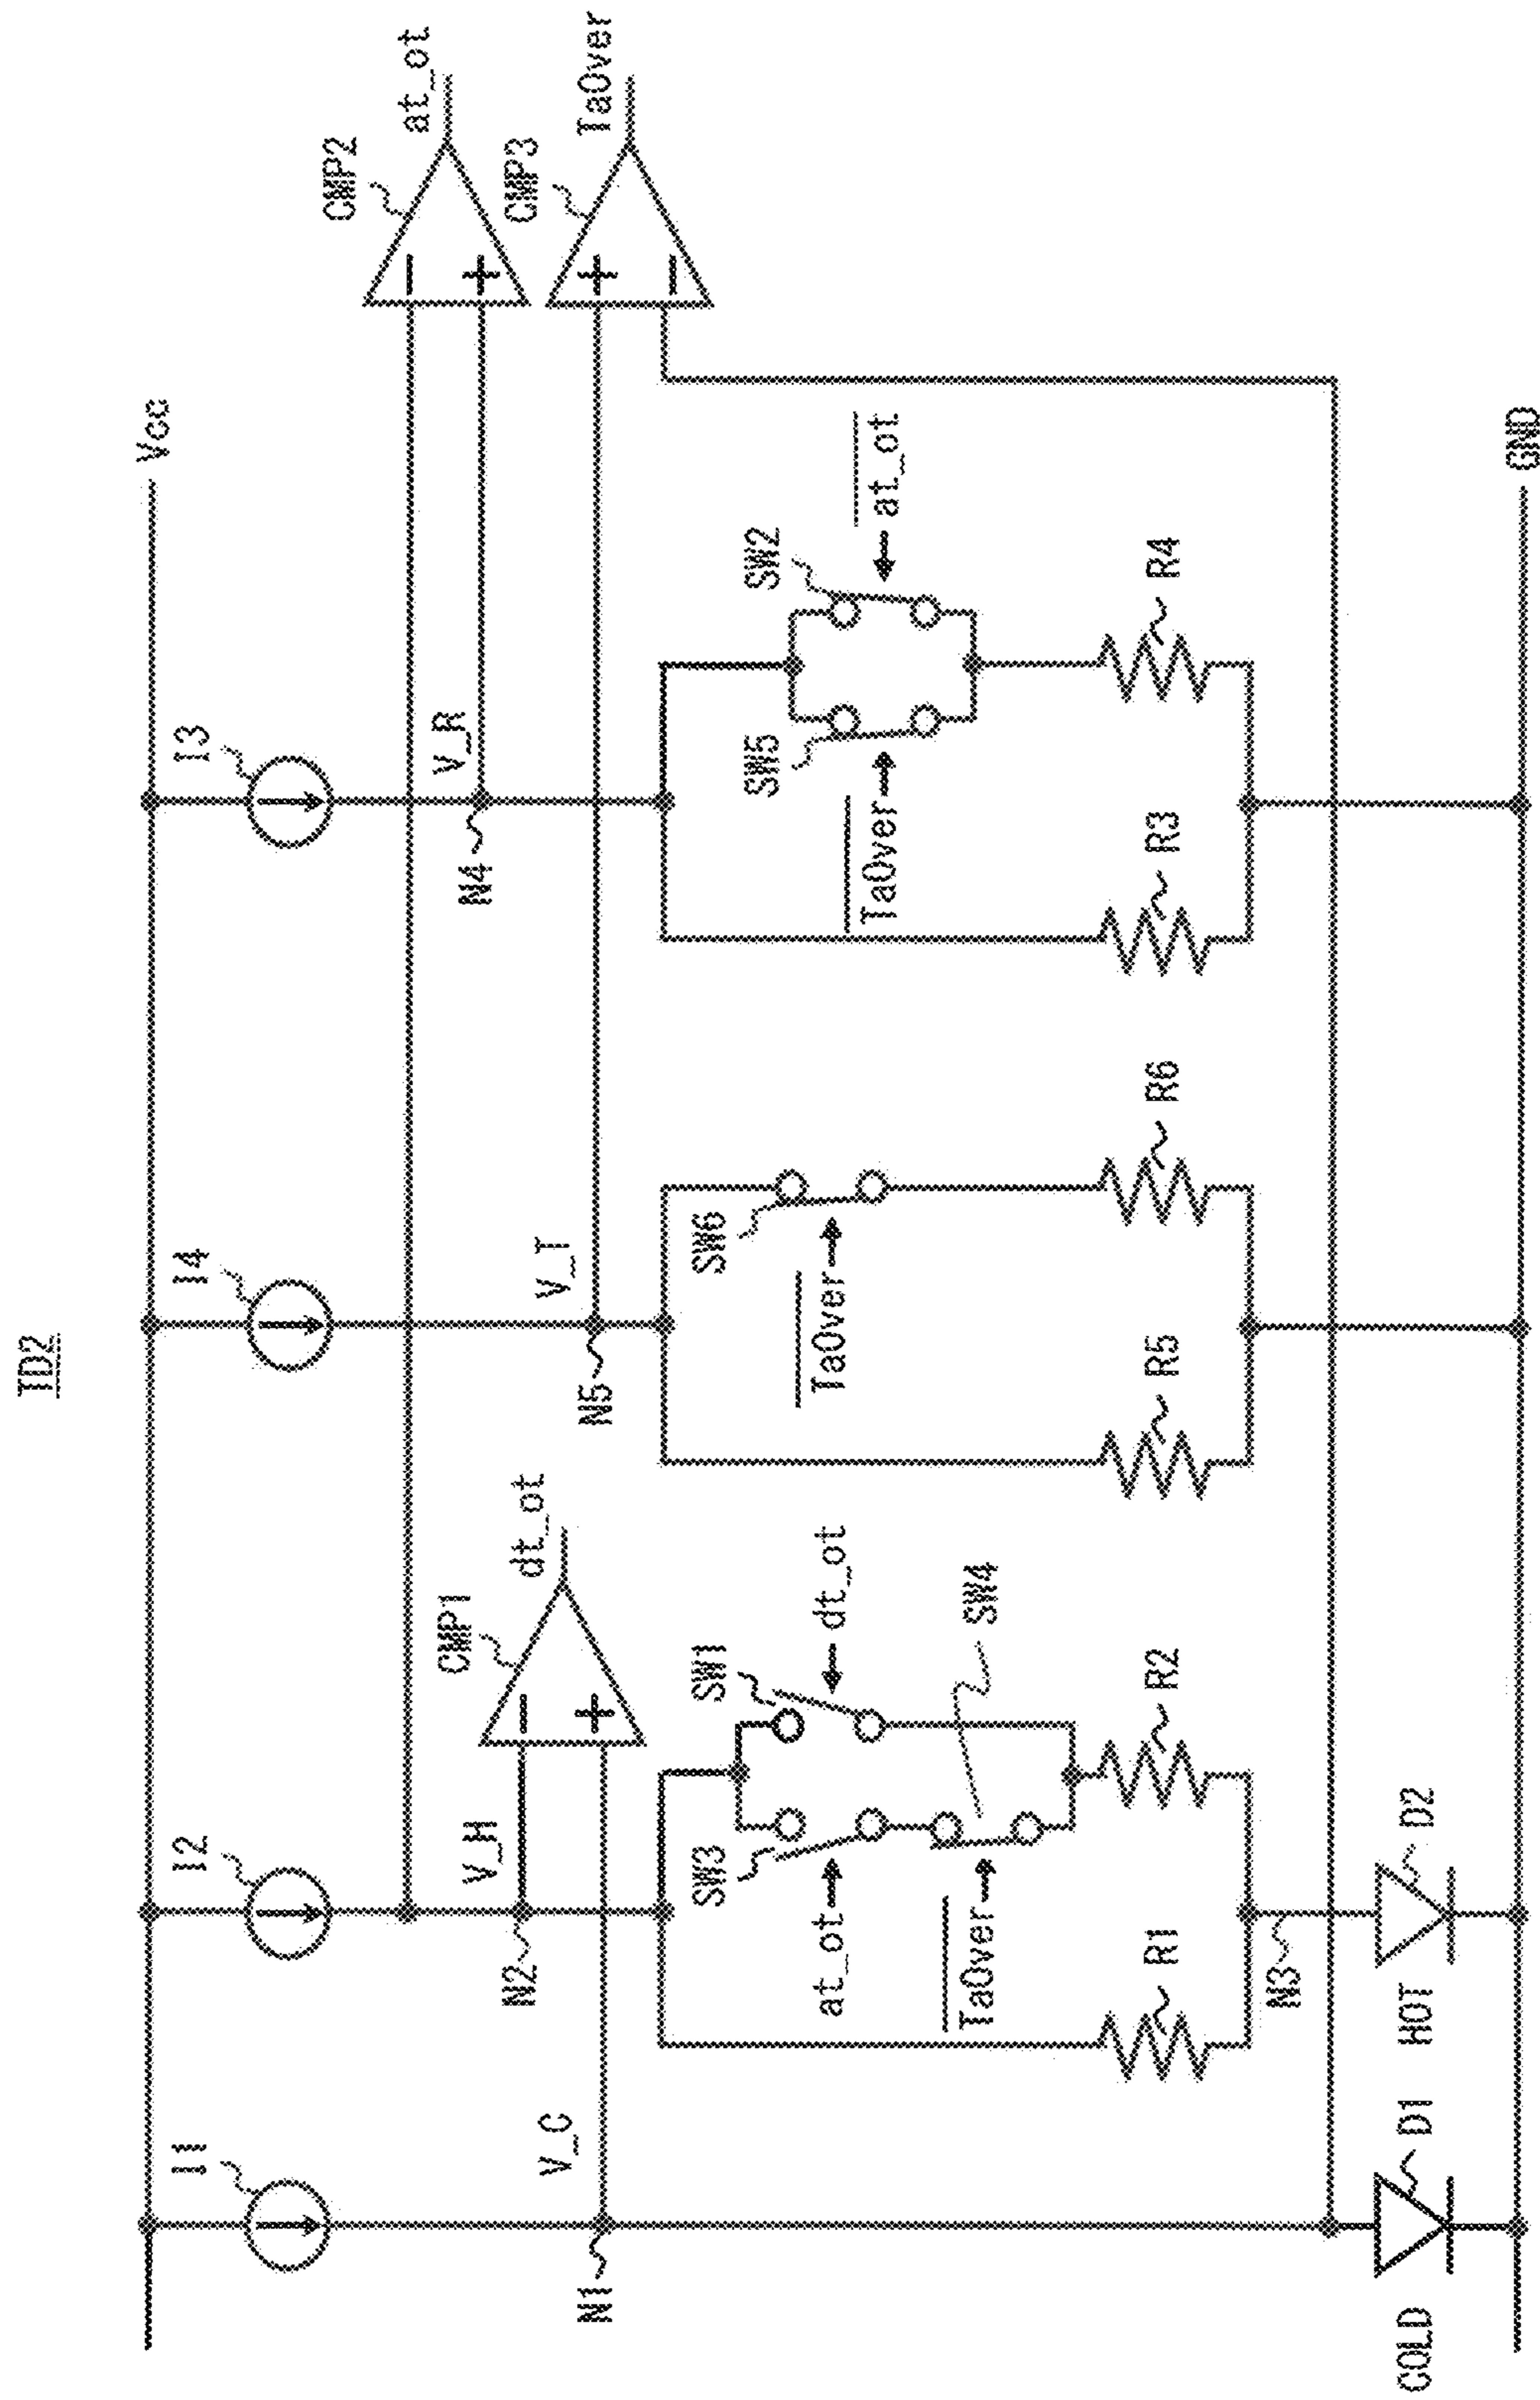 TD2
Vcc
I1
I2
I4
I3
CMP2
at_ot
CMP3
TaOver
V_C
N1
V_H
N2
CMP1
dt_ot
V_T
N5
V_R
N4
SW3
SW1
at_ot
dt_ot
TaOver
SW4
SW6
TaOver
SW5
SW2
TaOver
at_ot
R1
R2
R5
R6
R3
R4
N3
COLD
D1
HOT
D2
GND